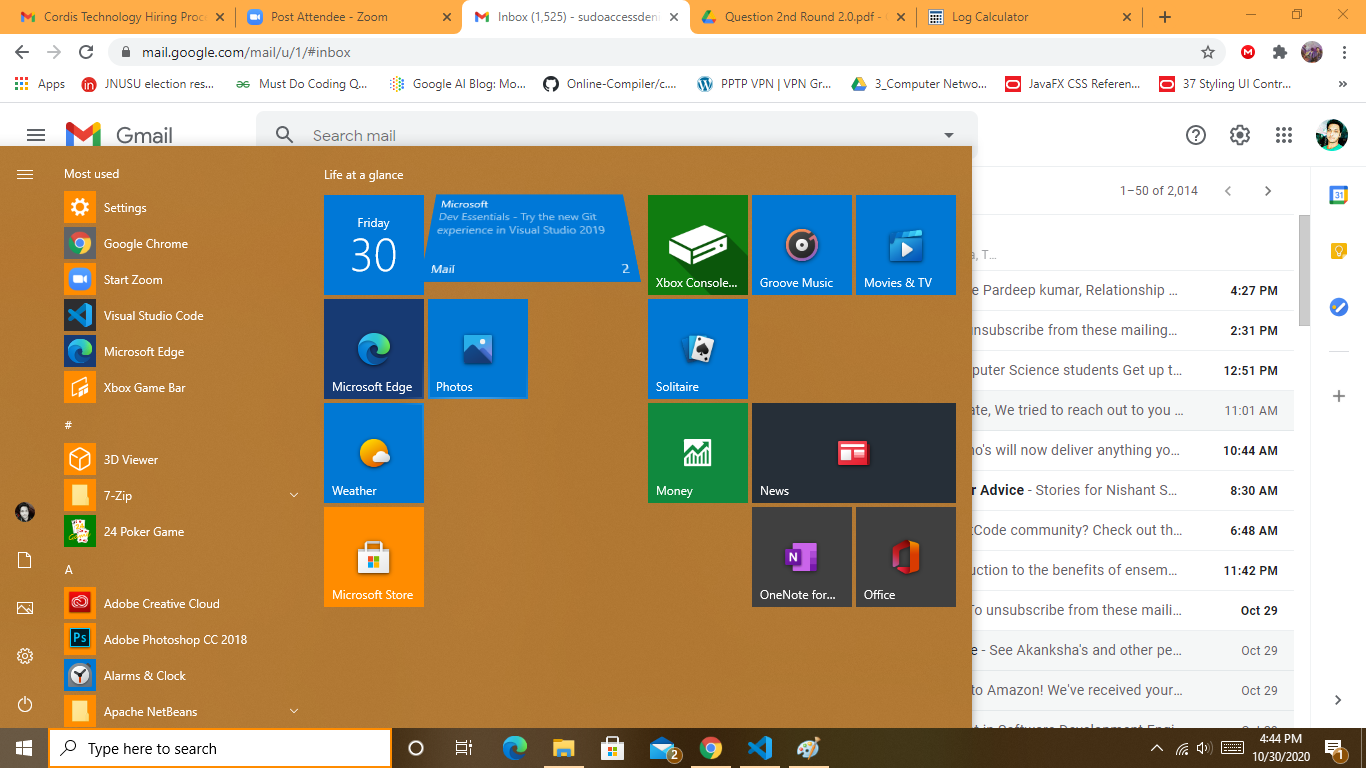 Cordis Technology Hiring Proc
Post Attendee - Zoom
Inbox (1,525) - sudoaccessden
Question 2nd Round 2.0.pdf -
Log Calculator
mail.google.com/mail/u/1/#inbox
Apps
JNUSU election res...
Must Do Coding Q...
Google AI Blog: Mo...
Online-Compiler/c....
PPTP VPN | VPN Gr...
3_Computer Netwo...
JavaFX CSS Referen...
37 Styling UI Contr...
Gmail
Search mail
1–50 of 2,014
31
a, T...
e Pardeep kumar, Relationship ... 4:27 PM
unsubscribe from these mailing... 2:31 PM
puter Science students Get up t... 12:51 PM
ate, We tried to reach out to you ... 11:01 AM
no's will now deliver anything yo... 10:44 AM
r Advice - Stories for Nishant S... 8:30 AM
tCode community? Check out th... 6:48 AM
uction to the benefits of ensem... 11:42 PM
To unsubscribe from these maili... Oct 29
e - See Akanksha's and other pe... Oct 29
to Amazon! We've received your... Oct 29
Most used
Settings
Google Chrome
Start Zoom
Visual Studio Code
Microsoft Edge
Xbox Game Bar
#
3D Viewer
7-Zip
24 Poker Game
A
Adobe Creative Cloud
Ps
Adobe Photoshop CC 2018
Alarms & Clock
Apache NetBeans
Life at a glance
Friday
30
Microsoft
Dev Essentials - Try the new Git
experience in Visual Studio 2019
Mail 2
Xbox Console...
Groove Music
Movies & TV
Microsoft Edge
Photos
Solitaire
Weather
Money
News
Microsoft Store
N
OneNote for...
Office
Type here to search
2
4:44 PM
10/30/2020
1